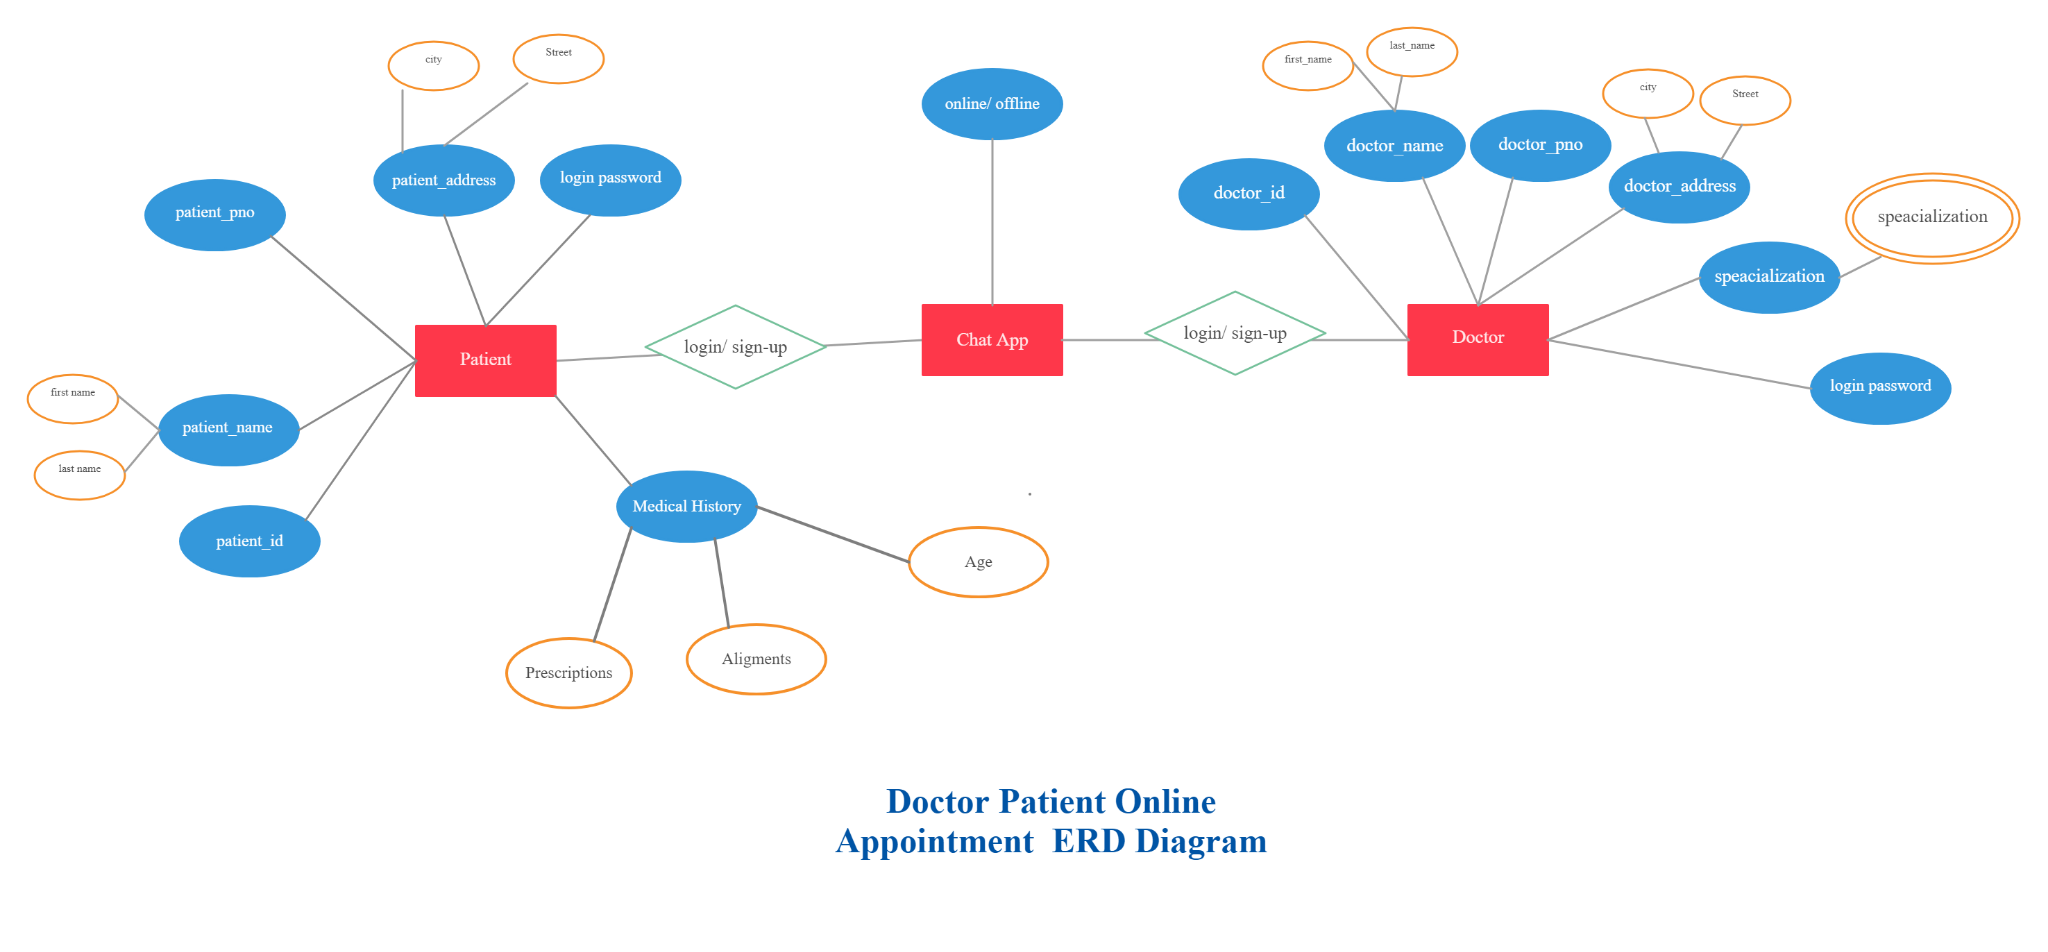 city
Street
first_name
last_name
city
Street
online/ offline
doctor_name
doctor_pno
patient_address
login password
doctor_id
doctor_address
patient_pno
speacialization
speacialization
Patient
login/ sign-up
Chat App
login/ sign-up
Doctor
login password
first name
patient_name
last name
Medical History
patient_id
Age
Prescriptions
Aligments
Doctor Patient Online
Appointment  ERD Diagram